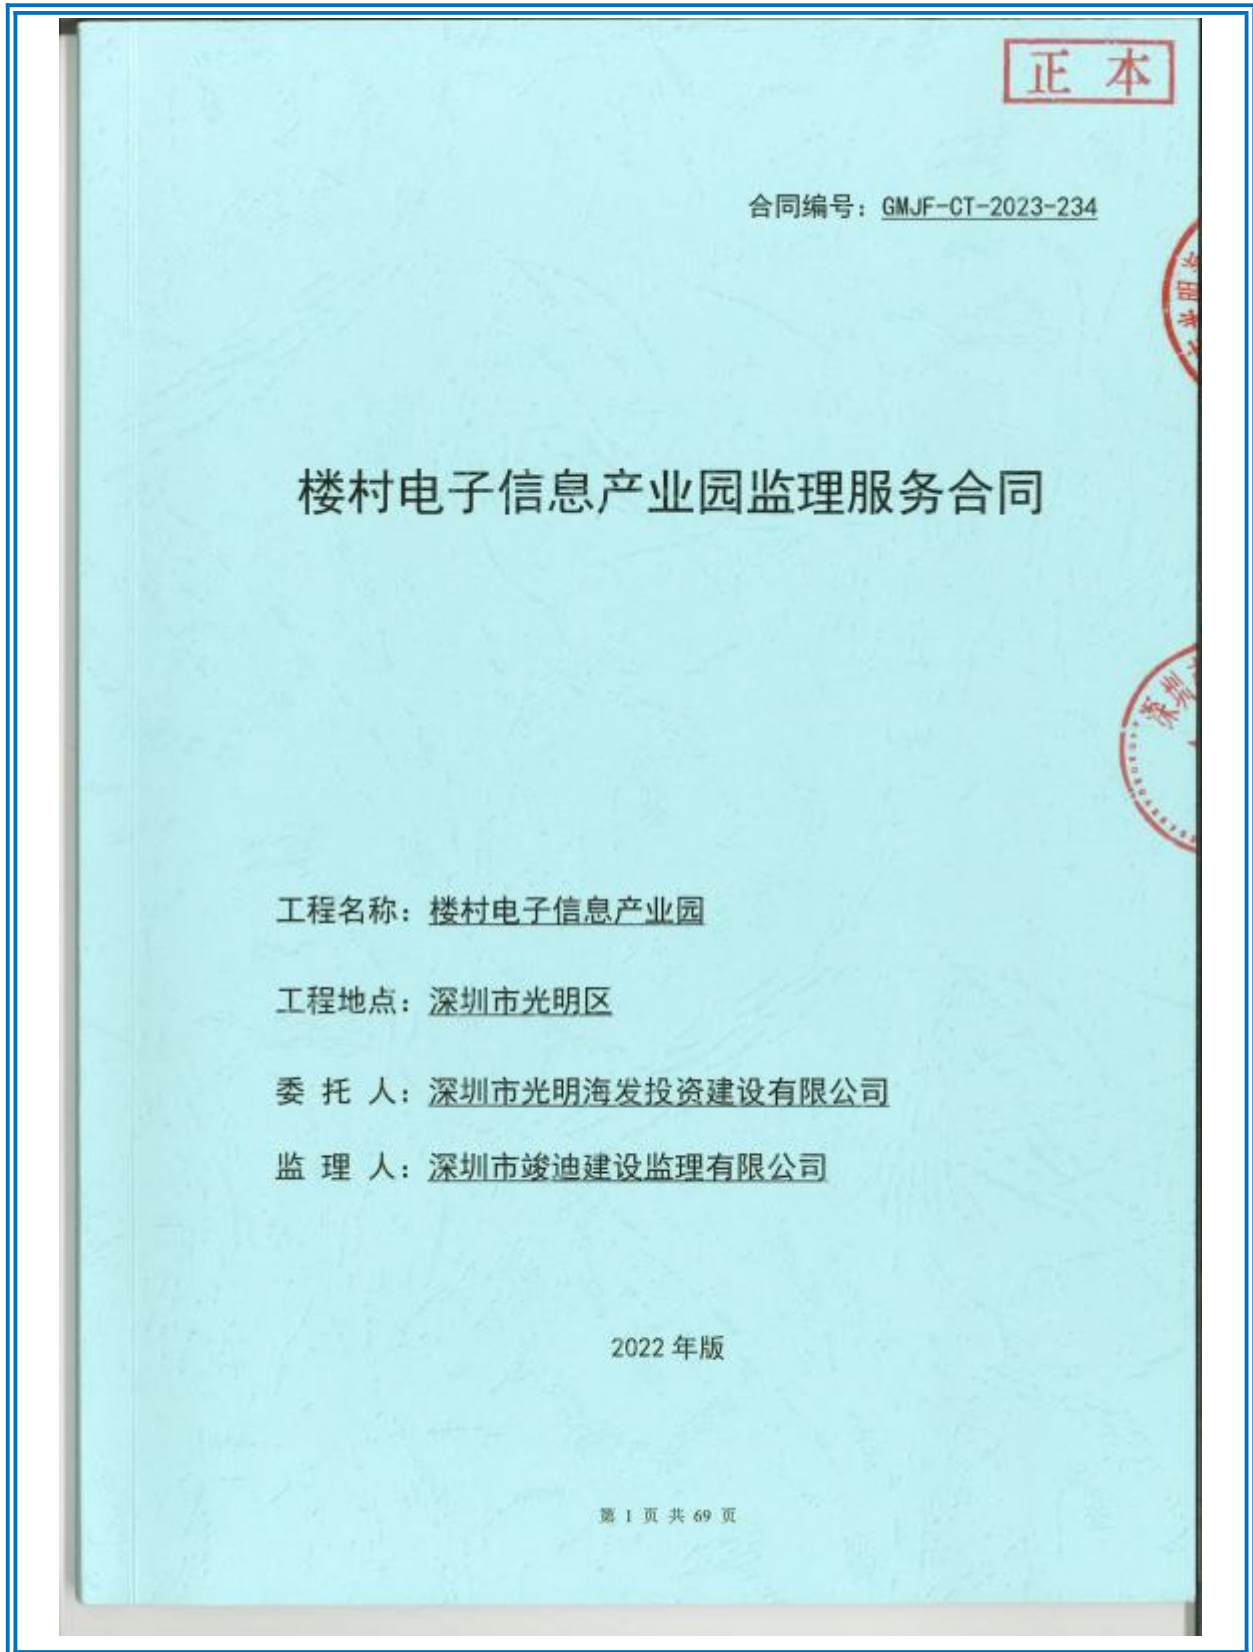 正 本
合同编号：GMJF-CT-2023-234
楼村电子信息产业园监理服务合同
深圳
工程名称：楼村电子信息产业园
工程地点：深圳市光明区
委 托 人：深圳市光明海发投资建设有限公司
监 理 人：深圳市竣迪建设监理有限公司
2022 年版
第 1 页 共 69 页